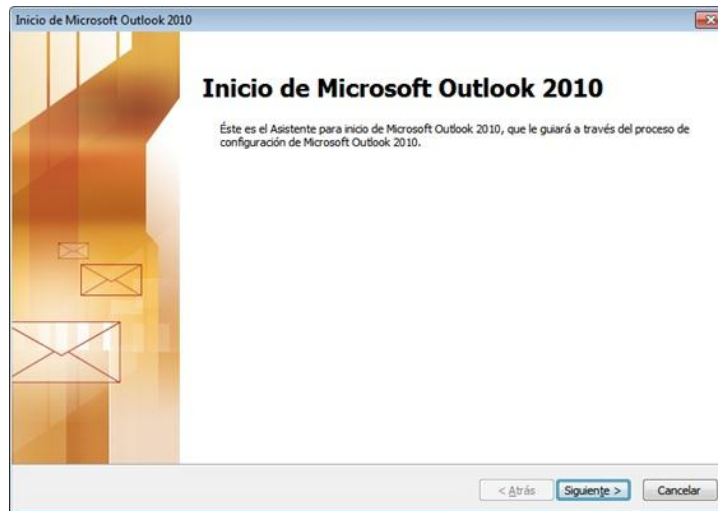 Inicio de Microsoft Outlook 2010
Inicio de Microsoft Outlook 2010
Éste es el Asistente para inicio de Microsoft Outlook 2010, que le guiará a través del proceso de
configuración de Microsoft Outlook 2010.
< Atrás Siguiente > Cancelar